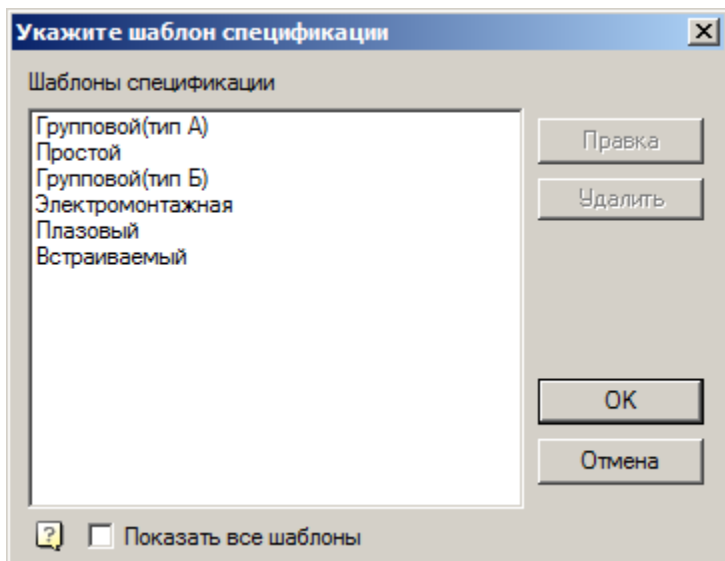 Укажите шаблон спецификации
Шаблоны спецификации
Групповой(тип А)
Простой
Групповой(тип Б)
Электромонтажная
Плазовый
Встраиваемый
Правка
Удалить
ОК
Отмена
Показать все шаблоны